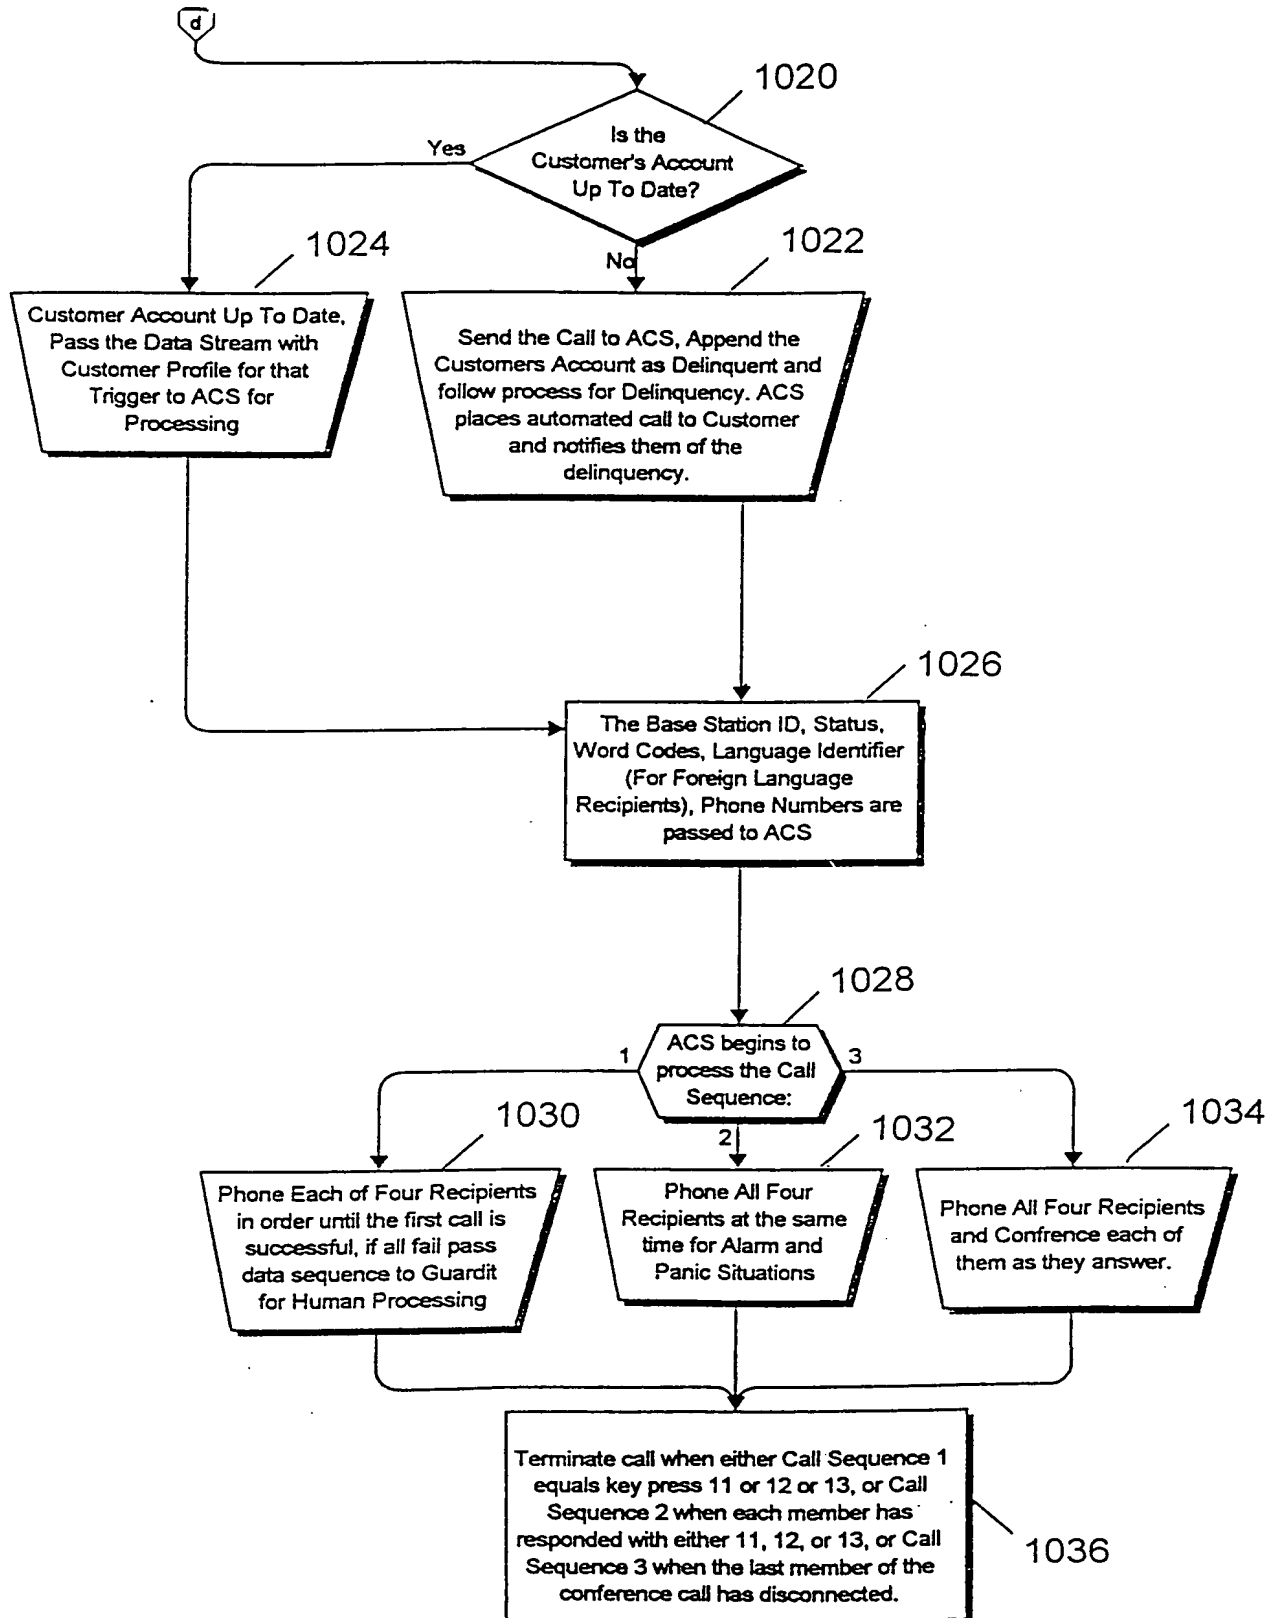 d
1020
Is the
Customer's Account
Up To Date?
Yes
No
1024
1022
Customer Account Up To Date,
Pass the Data Stream with
Customer Profile for that
Trigger to ACS for
Processing
Send the Call to ACS, Append the
Customers Account as Delinquent and
follow process for Delinquency. ACS
places automated call to Customer
and notifies them of the
delinquency.
1026
The Base Station ID, Status,
Word Codes, Language Identifier
(For Foreign Language
Recipients), Phone Numbers are
passed to ACS
1028
ACS begins to
process the Call
Sequence:
1
2
3
1030
1032
1034
Phone Each of Four Recipients
in order until the first call is
successful, if all fail pass
data sequence to Guardit
for Human Processing
Phone All Four
Recipients at the same
time for Alarm and
Panic Situations
Phone All Four Recipients
and Confrence each of
them as they answer.
Terminate call when either Call Sequence 1
equals key press 11 or 12 or 13, or Call
Sequence 2 when each member has
responded with either 11, 12, or 13, or Call
Sequence 3 when the last member of the
conference call has disconnected.
1036